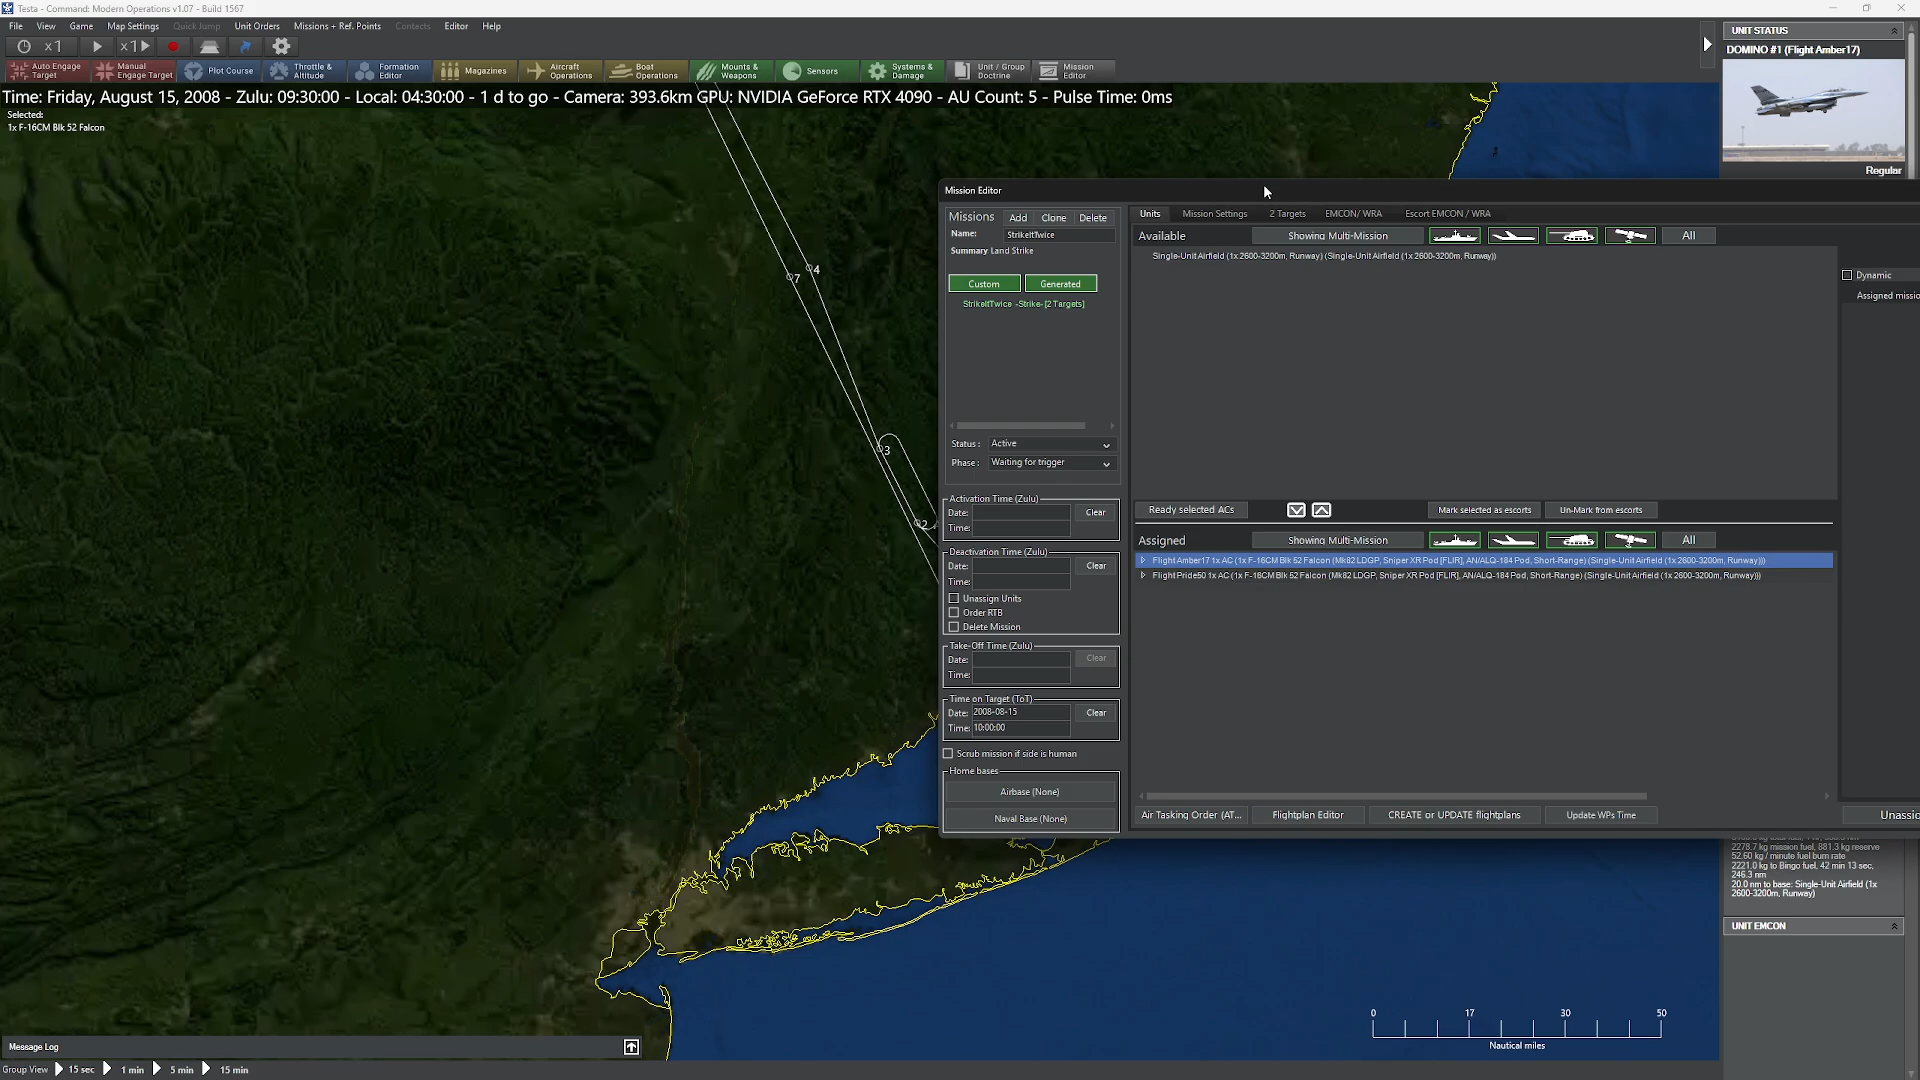 Testa - Command: Modern Operations v1.07 - Build 1567
File View Game Map Settings Quick Jump Unit Orders Missions + Ref. Points Contacts Editor Help
x1 x1
Auto Engage Target
Manual Engage Target
Plot Course
Throttle & Altitude
Formation Editor
Magazines
Aircraft Operations
Boat Operations
Mounts & Weapons
Sensors
Systems & Damage
Unit / Group Doctrine
Mission Editor
Time: Friday, August 15, 2008 - Zulu: 09:30:00 - Local: 04:30:00 - 1 d to go - Camera: 393.6km GPU: NVIDIA GeForce RTX 4090 - AU Count: 5 - Pulse Time: 0ms
Selected:
1x F-16CM Blk 52 Falcon
7 4
3
2
UNIT STATUS
DOMINO #1 (Flight Amber17)
Regular
Mission Editor
Missions Add Clone Delete
Name: StrikeItTwice
Summary Land Strike
Custom Generated
StrikeItTwice -Strike- [2 Targets]
Status: Active
Phase: Waiting for trigger
Activation Time (Zulu)
Date: Clear
Time:
Deactivation Time (Zulu)
Date: Clear
Time:
Unassign Units
Order RTB
Delete Mission
Take-Off Time (Zulu)
Date: Clear
Time:
Time on Target (ToT)
Date: 2008-08-15 Clear
Time: 10:00:00
Scrub mission if side is human
Home bases
Airbase (None)
Naval Base (None)
Units Mission Settings 2 Targets EMCON/ WRA Escort EMCON / WRA
Available Showing Multi-Mission All
Single-Unit Airfield (1x 2600-3200m, Runway) (Single-Unit Airfield (1x 2600-3200m, Runway))
Dynamic
Assigned missio
Ready selected ACs Mark selected as escorts Un-Mark from escorts
Assigned Showing Multi-Mission All
Flight Amber17 1x AC (1x F-16CM Blk 52 Falcon (Mk82 LDGP, Sniper XR Pod [FLIR], AN/ALQ-184 Pod, Short-Range) (Single-Unit Airfield (1x 2600-3200m, Runway)))
Flight Pride50 1x AC (1x F-16CM Blk 52 Falcon (Mk82 LDGP, Sniper XR Pod [FLIR], AN/ALQ-184 Pod, Short-Range) (Single-Unit Airfield (1x 2600-3200m, Runway)))
Air Tasking Order (AT... Flightplan Editor CREATE or UPDATE flightplans Update WPs Time Unassig
2278.7 kg mission fuel, 881.3 kg reserve
52.60 kg / minute fuel burn rate
2221.0 kg to Bingo fuel, 42 min 13 sec,
246.3 nm
20.0 nm to base: Single-Unit Airfield (1x
2600-3200m, Runway)
UNIT EMCON
0 17 30 50
Nautical miles
Message Log
Group View 15 sec 1 min 5 min 15 min